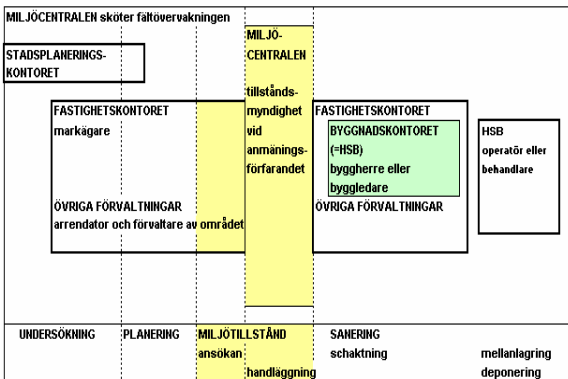 MILJÖCENTRALEN sköter fältövervakningen
STADSPLANERINGS-
KONTORET
MILJÖ-
CENTRALEN
tillstånds-
myndighet
vid
anmänings-
förfarandet
FASTIGHETSKONTORET
markägare
ÖVRIGA FÖRVALTNINGAR
arrendator och förvaltare av området
FASTIGHETSKONTORET
BYGGNADSKONTORET
(=HSB)
byggherre eller
byggledare
ÖVRIGA FÖRVALTNINGAR
HSB
operatör eller
behandlare
UNDERSÖKNING
PLANERING
MILJÖTILLSTÅND
ansökan
handläggning
SANERING
schaktning
mellanlagring
deponering